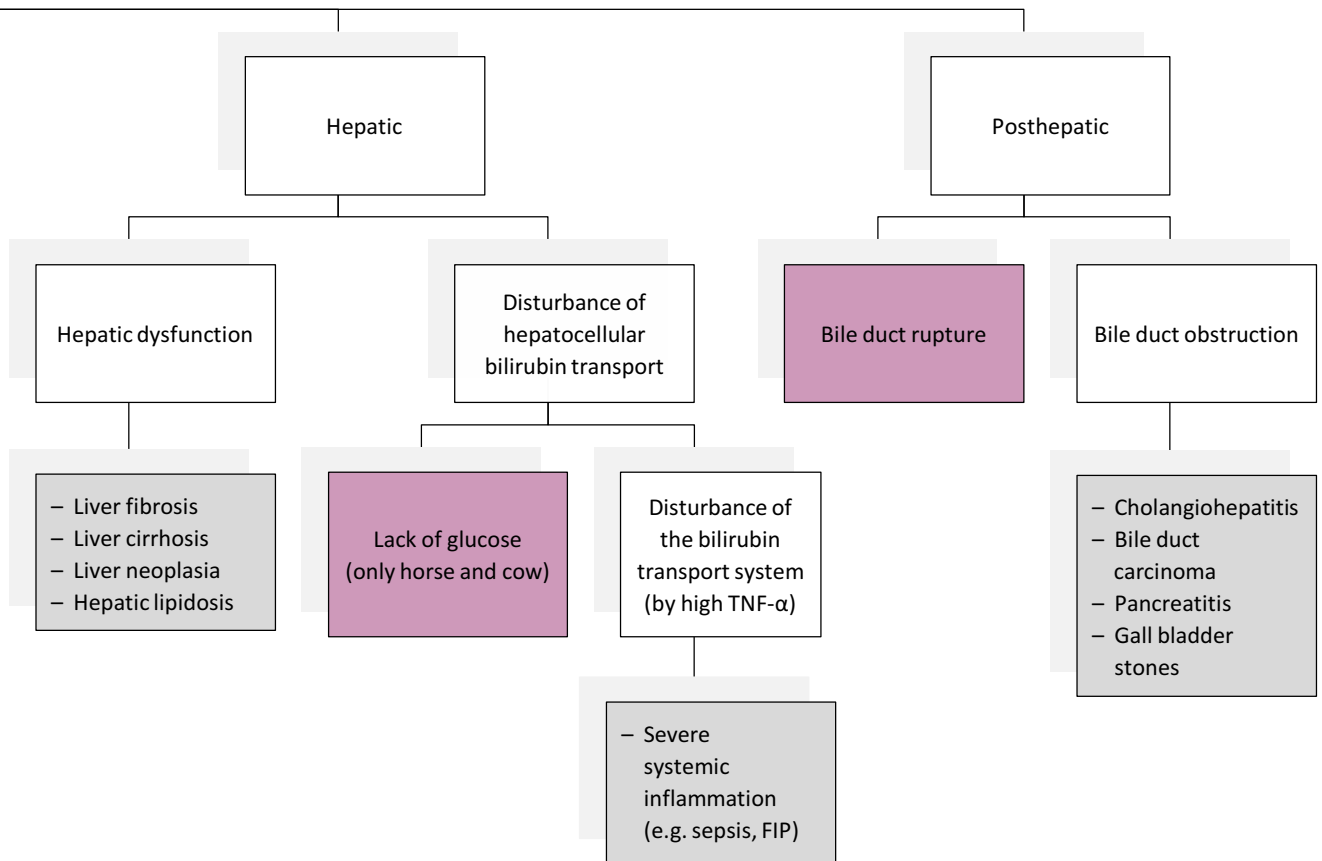 Hepatic
Posthepatic
Hepatic dysfunction
Disturbance of
hepatocellular
bilirubin transport
Bile duct rupture
Bile duct obstruction
– Liver fibrosis
– Liver cirrhosis
– Liver neoplasia
– Hepatic lipidosis
Lack of glucose
(only horse and cow)
Disturbance of
the bilirubin
transport system
(by high TNF-α)
– Cholangiohepatitis
– Bile duct
carcinoma
– Pancreatitis
– Gall bladder
stones
– Severe
systemic
inflammation
(e.g. sepsis, FIP)